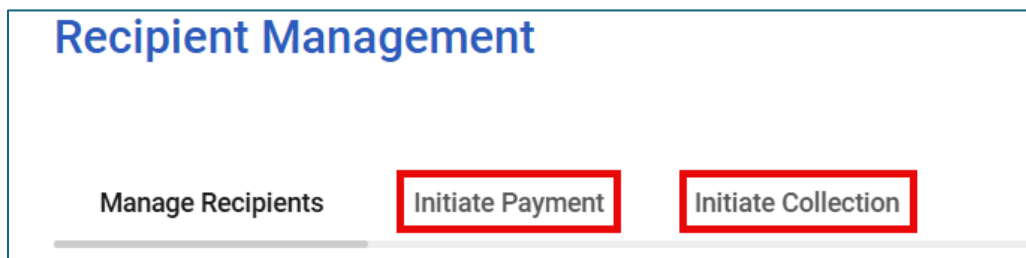 Recipient Management
Manage Recipients Initiate Payment Initiate Collection